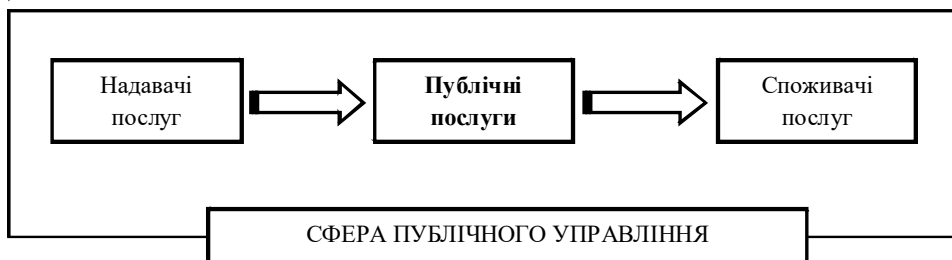 Надавачі
послуг
Публічні
послуги
Споживачі
послуг
СФЕРА ПУБЛІЧНОГО УПРАВЛІННЯ